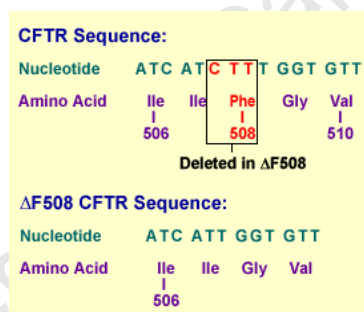 CFTR Sequence:
Nucleotide ATC ATC TTT GGT GTT
Amino Acid Ile Ile Phe Gly Val
506 508 510
Deleted in ΔF508
ΔF508 CFTR Sequence:
Nucleotide ATC ATT GGT GTT
Amino Acid Ile Ile Gly Val
506